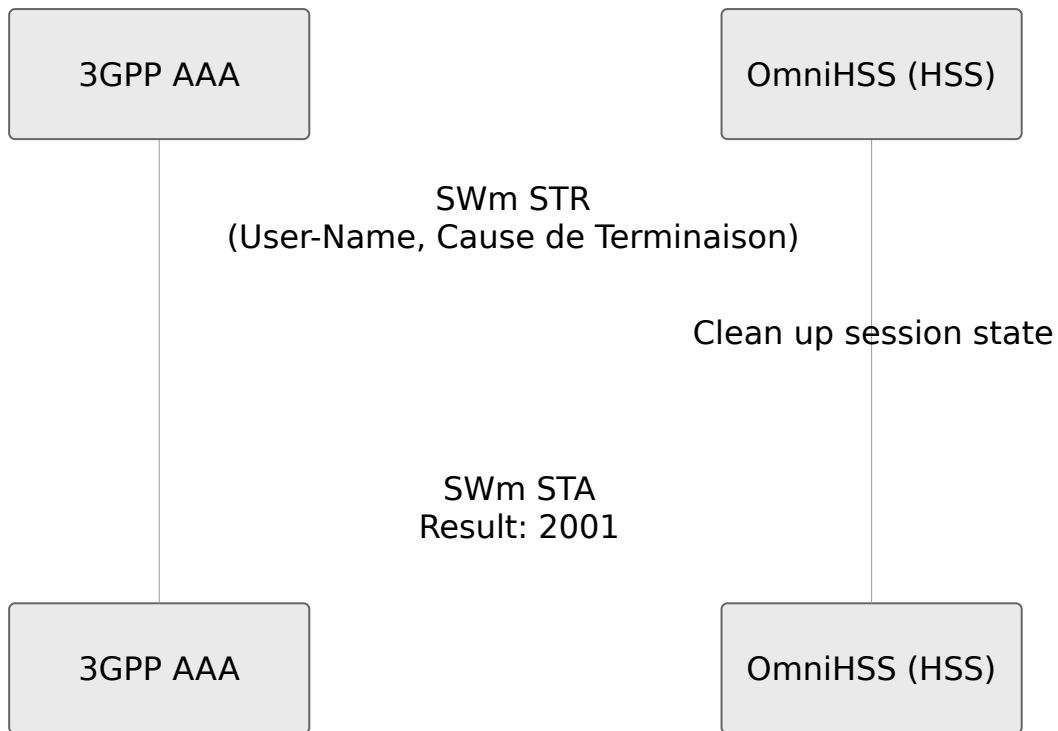 3GPP AAA
OmniHSS (HSS)
SWm STR
(User-Name, Cause de Terminaison)
Clean up session state
SWm STA
Result: 2001
3GPP AAA
OmniHSS (HSS)